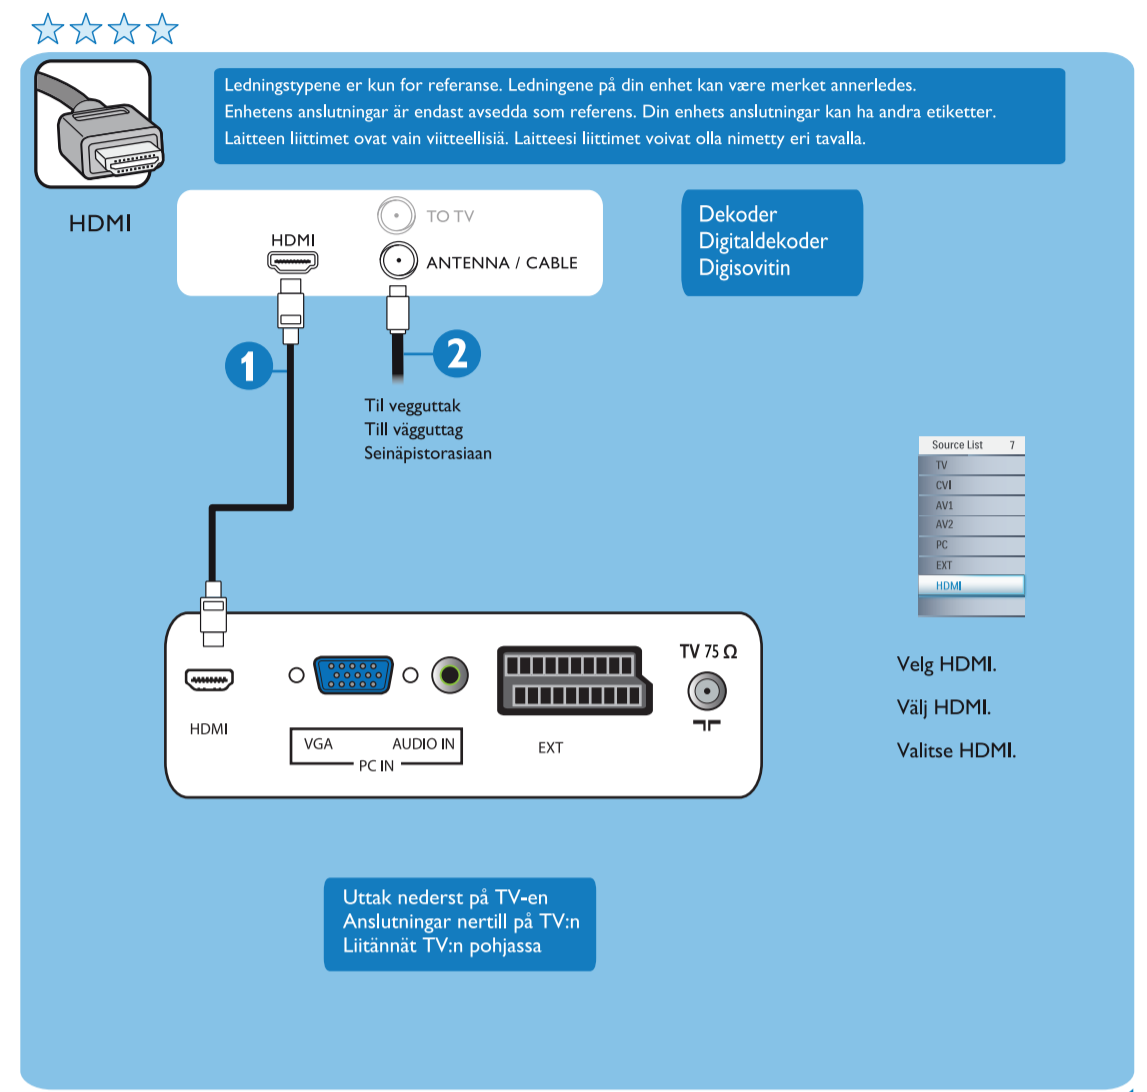 Ledningstypene er kun for referanse. Ledningene på din enhet kan være merket annerledes.
Enhetens anslutningar är endast avsedda som referens. Din enhets anslutningar kan ha andra etiketter.
Laitteen liittimet ovat vain viitteellisiä. Laitteesi liittimet voivat olla nimetty eri tavalla.
HDMI
TO TV
HDMI
ANTENNA / CABLE
Dekoder
Digitaldekoder
Digisovitin
1
2
Til vegguttak
Till vägguttag
Seinäpistorasiaan
Source List 7
TV
CVI
AV1
AV2
PC
EXT
HDMI
Velg HDMI.
Välj HDMI.
Valitse HDMI.
TV 75 Ω
HDMI
VGA AUDIO IN
PC IN
EXT
Uttak nederst på TV-en
Anslutningar nertill på TV:n
Liitännät TV:n pohjassa